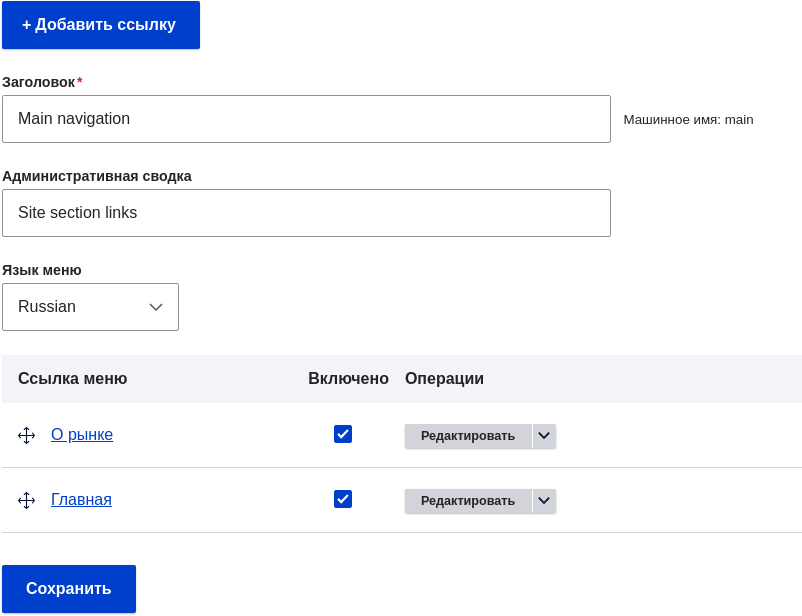 + Добавить ссылку
Заголовок*
Main navigation
Машинное имя: main
Административная сводка
Site section links
Язык меню
Russian
Ссылка меню Включено Операции
О рынке Редактировать
Главная Редактировать
Сохранить